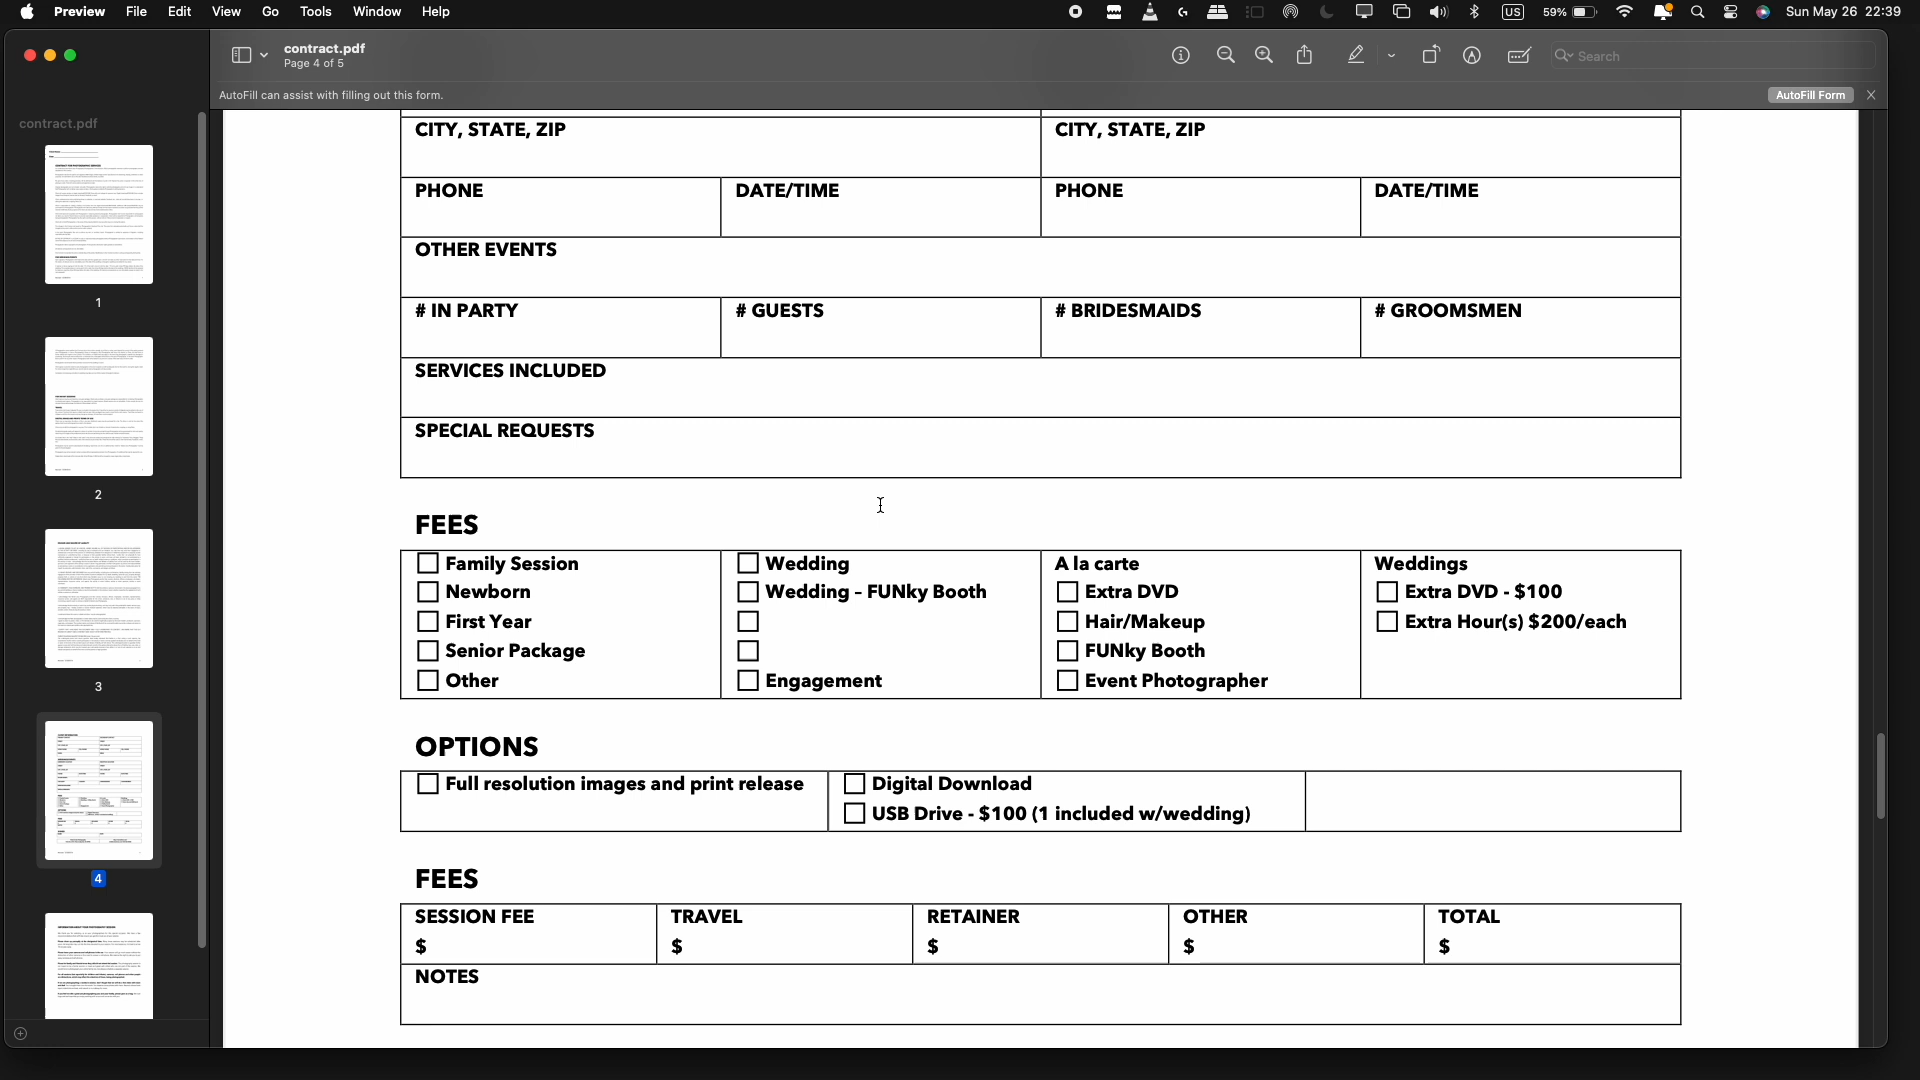 Preview File Edit View Go Tools Window Help
US 59% Sun May 26 22:39
contract.pdf
Page 4 of 5
Search
AutoFill can assist with filling out this form.
AutoFill Form
contract.pdf
1
2
3
4
CITY, STATE, ZIP CITY, STATE, ZIP
PHONE DATE/TIME PHONE DATE/TIME
OTHER EVENTS
# IN PARTY # GUESTS # BRIDESMAIDS # GROOMSMEN
SERVICES INCLUDED
SPECIAL REQUESTS
FEES
Family Session Wedding A la carte Weddings
Newborn Wedding – FUNky Booth Extra DVD Extra DVD - $100
First Year Hair/Makeup Extra Hour(s) $200/each
Senior Package FUNky Booth
Other Engagement Event Photographer
OPTIONS
Full resolution images and print release Digital Download
USB Drive - $100 (1 included w/wedding)
FEES
SESSION FEE TRAVEL RETAINER OTHER TOTAL
$ $ $ $ $
NOTES